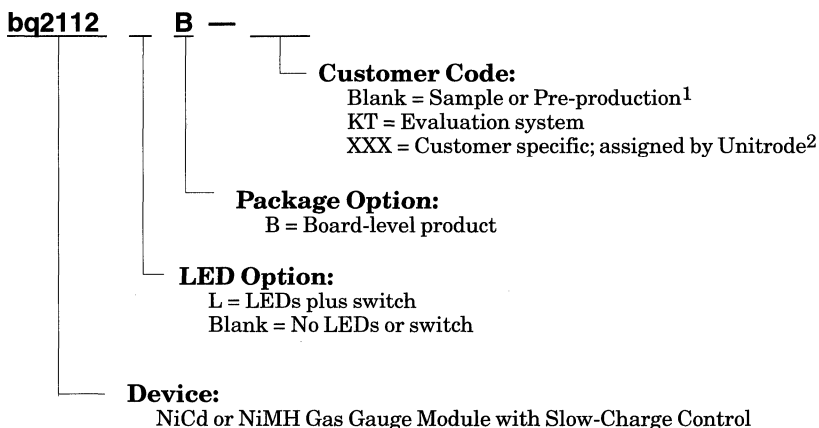 bq2112 _ B — ___
Customer Code:
Blank = Sample or Pre-production1
KT = Evaluation system
XXX = Customer specific; assigned by Unitrode2
Package Option:
B = Board-level product
LED Option:
L = LEDs plus switch
Blank = No LEDs or switch
Device:
NiCd or NiMH Gas Gauge Module with Slow-Charge Control